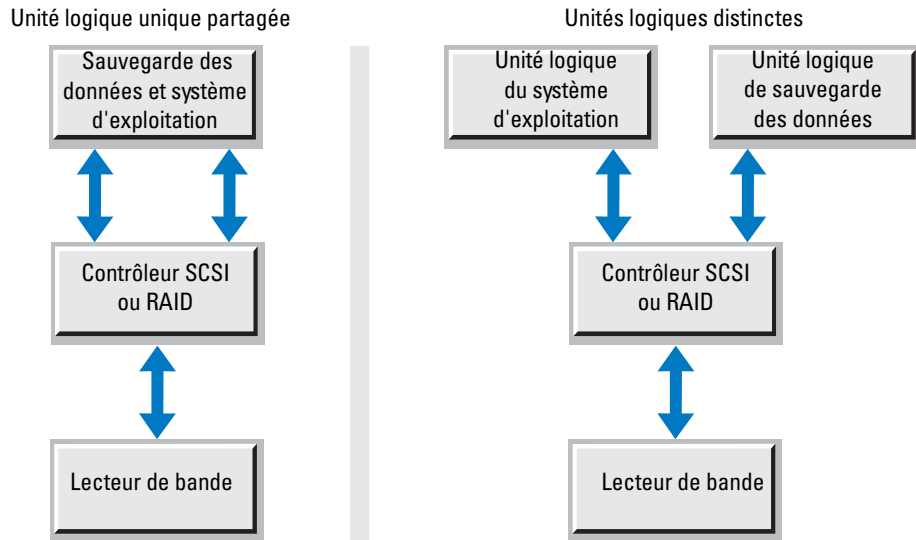 Unité logique unique partagée
Sauvegarde des
données et système
d'exploitation
Contrôleur SCSI
ou RAID
Lecteur de bande
Unités logiques distinctes
Unité logique
du système
d'exploitation
Unité logique
de sauvegarde
des données
Contrôleur SCSI
ou RAID
Lecteur de bande